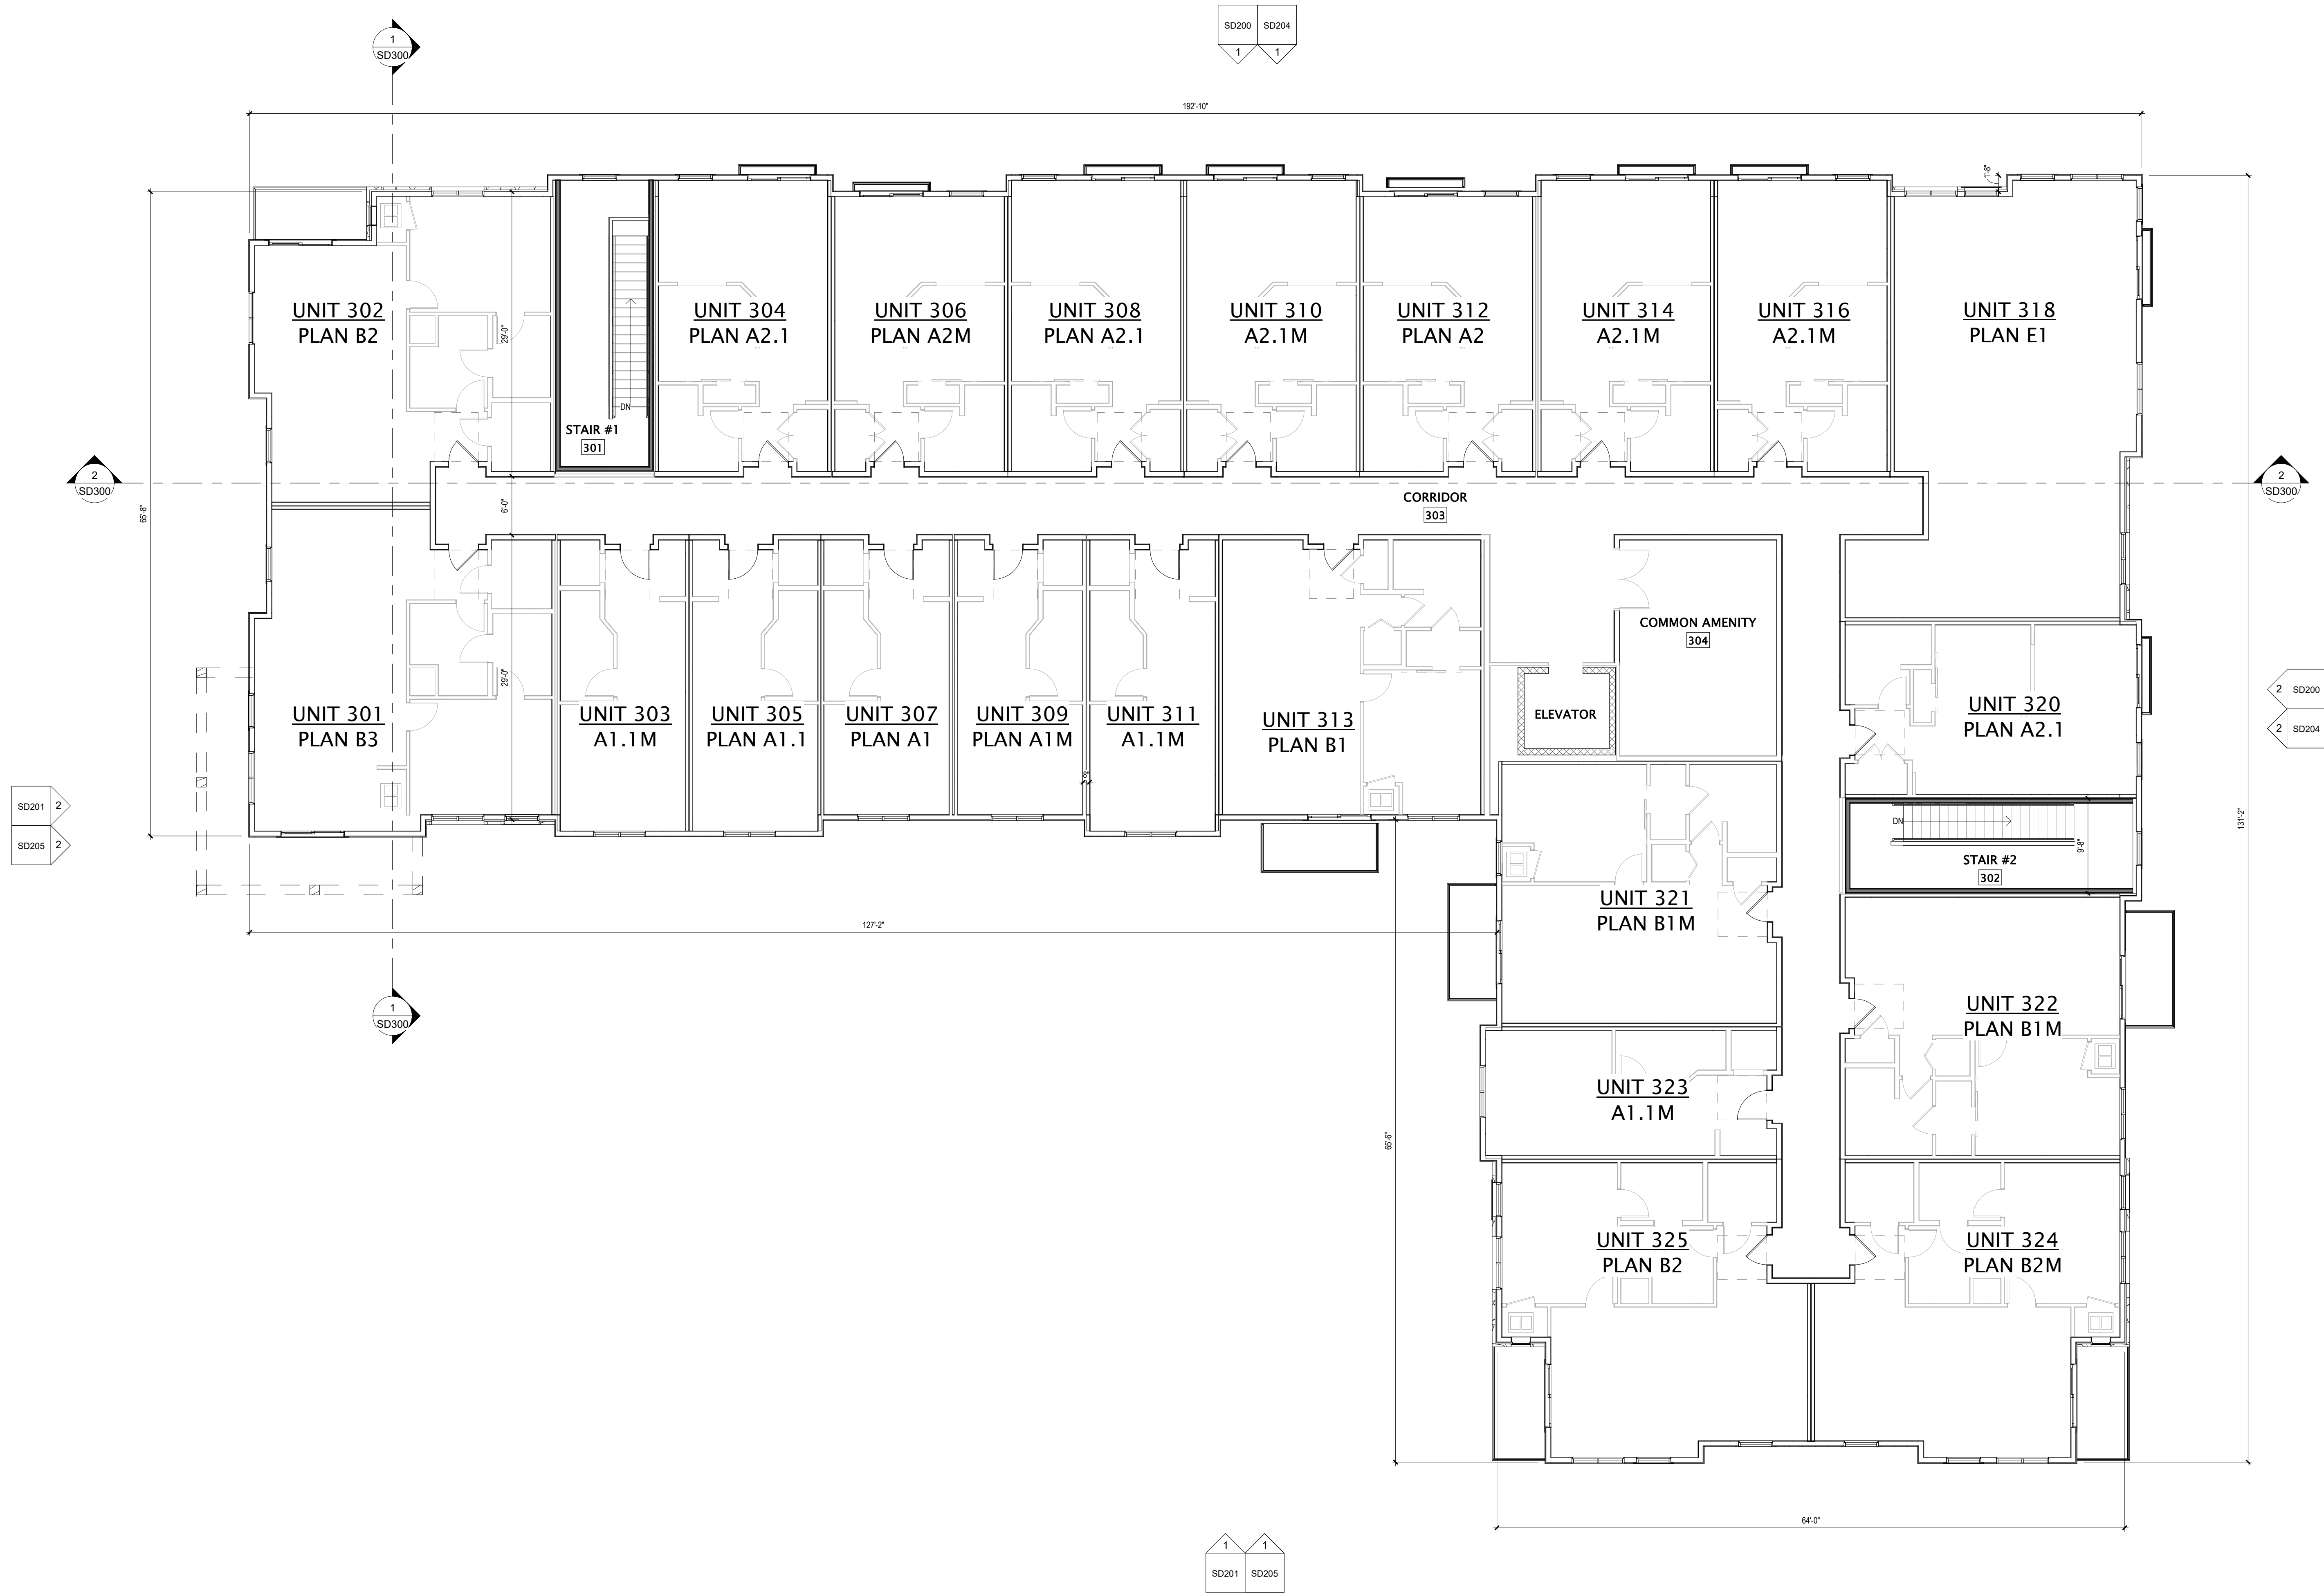 SD200 SD204
1 1
1
SD300
192'-10"
1'-8"
UNIT 302
PLAN B2
29'-0"
DN
STAIR #1
301
UNIT 304
PLAN A2.1
UNIT 306
PLAN A2M
UNIT 308
PLAN A2.1
UNIT 310
A2.1M
UNIT 312
PLAN A2
UNIT 314
A2.1M
UNIT 316
A2.1M
UNIT 318
PLAN E1
2
SD300
65'-8"
6'-0"
CORRIDOR
303
2
SD300
COMMON AMENITY
304
ELEVATOR
UNIT 301
PLAN B3
29'-0"
UNIT 303
A1.1M
UNIT 305
PLAN A1.1
UNIT 307
PLAN A1
UNIT 309
PLAN A1M
UNIT 311
A1.1M
UNIT 313
PLAN B1
UNIT 320
PLAN A2.1
2 SD200
2 SD204
SD201 2
SD205 2
DN
STAIR #2
302
9'-8"
131'-2"
UNIT 321
PLAN B1M
127'-2"
1
SD300
UNIT 322
PLAN B1M
UNIT 323
A1.1M
65'-6"
UNIT 325
PLAN B2
UNIT 324
PLAN B2M
64'-0"
1 1
SD201 SD205